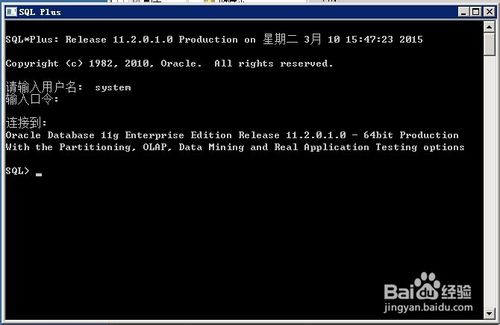 SQL Plus
SQL*Plus: Release 11.2.0.1.0 Production on 星期二 3月 10 15:47:23 2015
Copyright (c) 1982, 2010, Oracle.  All rights reserved.
请输入用户名:  system
输入口令:
连接到:
Oracle Database 11g Enterprise Edition Release 11.2.0.1.0 - 64bit Production
With the Partitioning, OLAP, Data Mining and Real Application Testing options
SQL> _
Baidu经验
jingyan.baidu.com